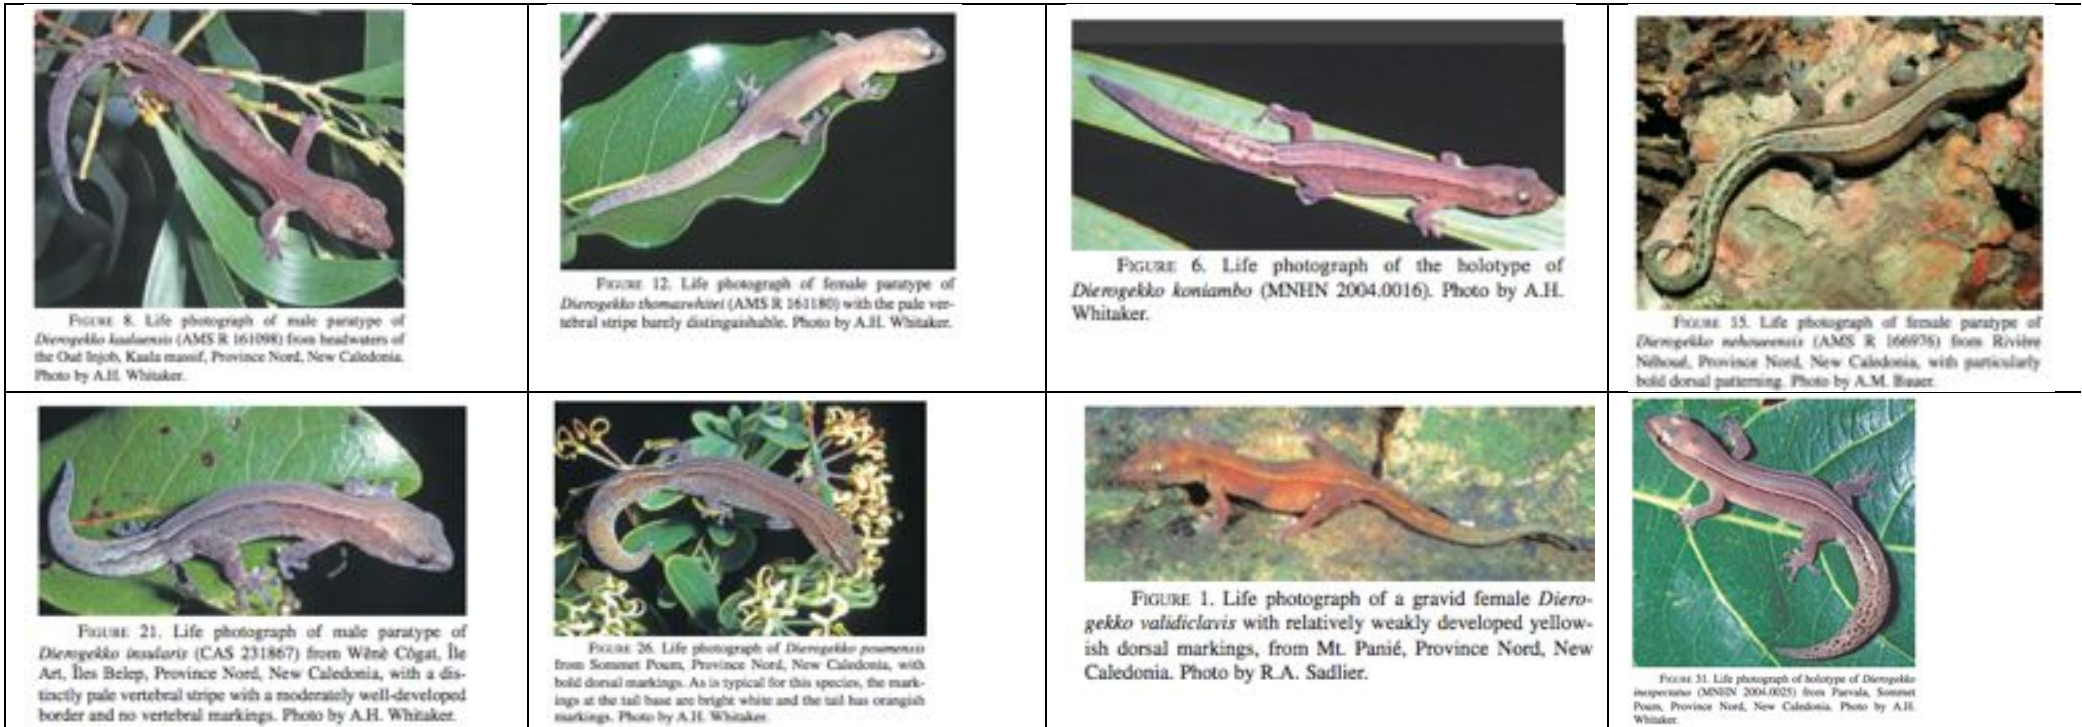 FIGURE 8. Life photograph of male paratype of
Dierogekko kaalaensis (AMS R 161098) from headwaters of
the Oud Injob, Kaala massif, Province Nord, New Caledonia.
Photo by A.H. Whitaker.
FIGURE 12. Life photograph of female paratype of
Dierogekko thomaswhitei (AMS R 161180) with the pale ver-
tebral stripe barely distinguishable. Photo by A.H. Whitaker.
FIGURE 6. Life photograph of the holotype of
Dierogekko koniambo (MNHN 2004.0016). Photo by A.H.
Whitaker.
FIGURE 15. Life photograph of female paratype of
Dierogekko nehoueensis (AMS R 166976) from Rivière
Néhoué, Province Nord, New Caledonia, with particularly
bold dorsal patterning. Photo by A.M. Bauer.
FIGURE 21. Life photograph of male paratype of
Dierogekko insularis (CAS 231867) from Wênè Côgat, Île
Art, Îles Belep, Province Nord, New Caledonia, with a dis-
tinctly pale vertebral stripe with a moderately well-developed
border and no vertebral markings. Photo by A.H. Whitaker.
FIGURE 26. Life photograph of Dierogekko poumensis
from Sommet Poum, Province Nord, New Caledonia, with
bold dorsal markings. As is typical for this species, the mark-
ings at the tail base are bright white and the tail has orangish
markings. Photo by A.H. Whitaker.
FIGURE 1. Life photograph of a gravid female Diero-
gekko validiclavis with relatively weakly developed yellow-
ish dorsal markings, from Mt. Panié, Province Nord, New
Caledonia. Photo by R.A. Sadlier.
FIGURE 31. Life photograph of holotype of Dierogekko
inexpectatus (MNHN 2004.0025) from Paevala, Sommet
Poum, Province Nord, New Caledonia. Photo by A.H.
Whitaker.